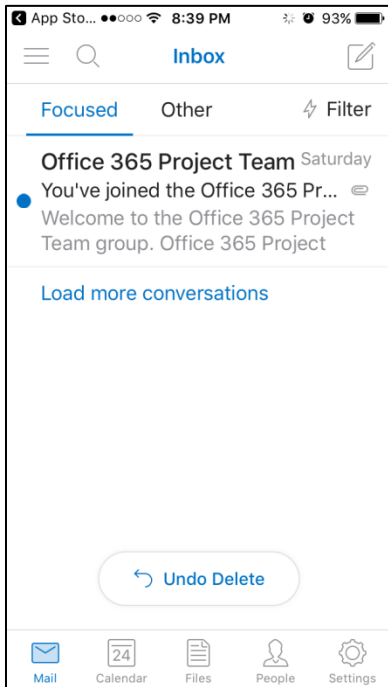 App Sto... 8:39 PM 93%
Inbox
Focused Other Filter
Office 365 Project Team Saturday
You've joined the Office 365 Pr...
Welcome to the Office 365 Project
Team group. Office 365 Project
Load more conversations
Undo Delete
24
Mail Calendar Files People Settings